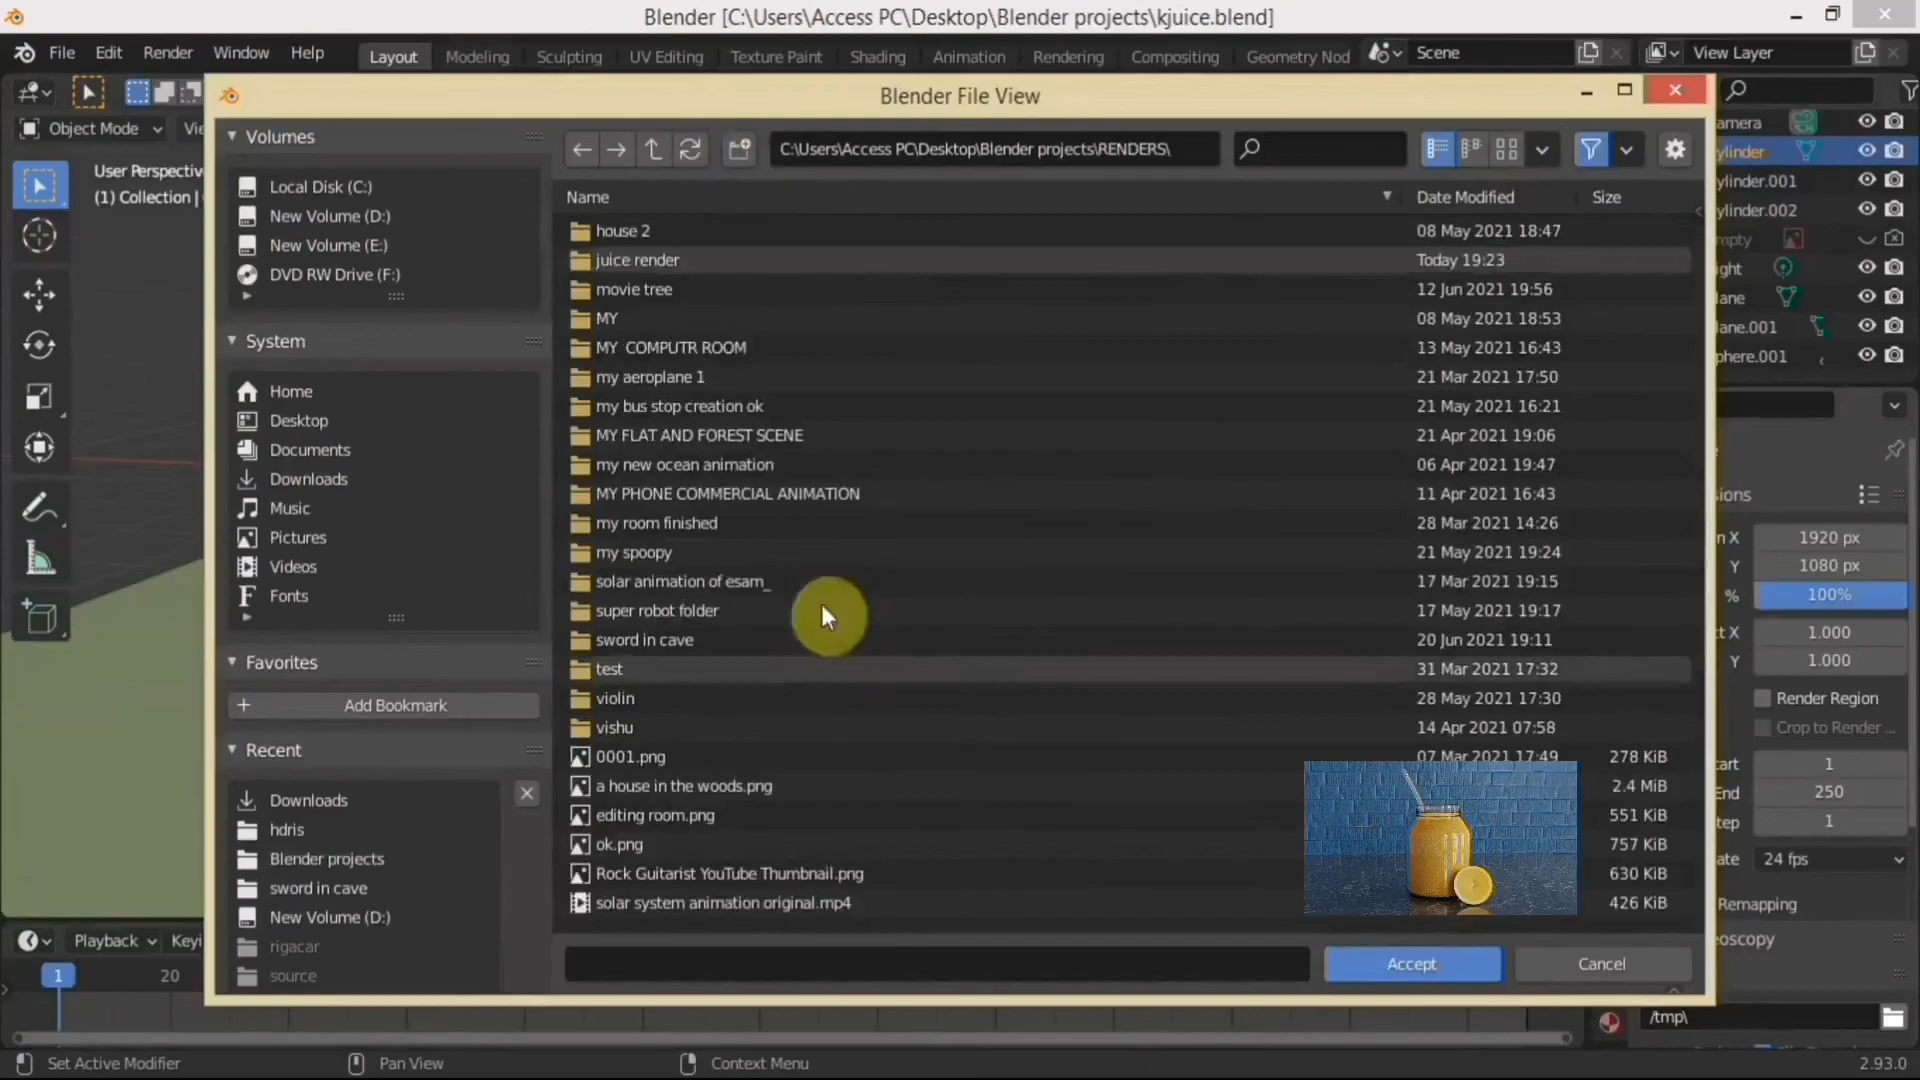 Blender [C:\Users\Access PC\Desktop\Blender projects\kjuice.blend]
File Edit Render Window Help Layout Modeling Sculpting UV Editing Texture Paint Shading Animation Rendering Compositing Geometry Nod Scene View Layer
Blender File View
Object Mode
User Perspectiv
(1) Collection |
Volumes
Local Disk (C:)
New Volume (D:)
New Volume (E:)
DVD RW Drive (F:)
System
Home
Desktop
Documents
Downloads
Music
Pictures
Videos
Fonts
Favorites
Add Bookmark
Recent
Downloads
hdris
Blender projects
sword in cave
New Volume (D:)
rigacar
source
C:\Users\Access PC\Desktop\Blender projects\RENDERS\
Name Date Modified Size
house 2 08 May 2021 18:47
juice render Today 19:23
movie tree 12 Jun 2021 19:56
MY 08 May 2021 18:53
MY COMPUTR ROOM 13 May 2021 16:43
my aeroplane 1 21 Mar 2021 17:50
my bus stop creation ok 21 May 2021 16:21
MY FLAT AND FOREST SCENE 21 Apr 2021 19:06
my new ocean animation 06 Apr 2021 19:47
MY PHONE COMMERCIAL ANIMATION 11 Apr 2021 16:43
my room finished 28 Mar 2021 14:26
my spoopy 21 May 2021 19:24
solar animation of esam_ 17 Mar 2021 19:15
super robot folder 17 May 2021 19:17
sword in cave 20 Jun 2021 19:11
test 31 Mar 2021 17:32
violin 28 May 2021 17:30
vishu 14 Apr 2021 07:58
0001.png 07 Mar 2021 17:49 278 KiB
a house in the woods.png 2.4 MiB
editing room.png 551 KiB
ok.png 757 KiB
Rock Guitarist YouTube Thumbnail.png 630 KiB
solar system animation original.mp4 426 KiB
Accept Cancel
amera
ylinder
ylinder.001
ylinder.002
mpty
ight
lane
lane.001
phere.001
sions
n X 1920 px
Y 1080 px
% 100%
ct X 1.000
Y 1.000
Render Region
Crop to Render ...
tart 1
End 250
tep 1
ate 24 fps
Remapping
eoscopy
/tmp\
Playback Keyi
1 20
Set Active Modifier Pan View Context Menu 2.93.0